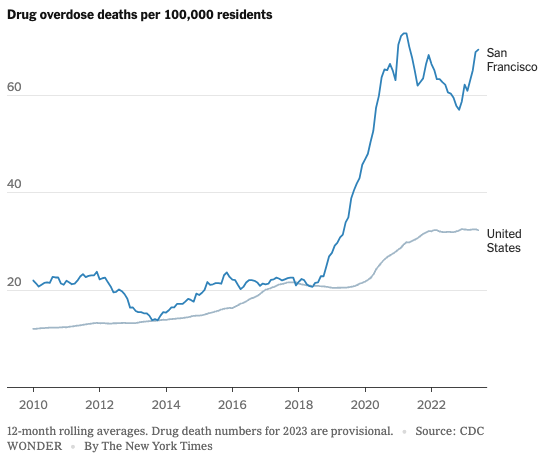 Drug overdose deaths per 100,000 residents
San
Francisco
60
40
United
States
20
2010 2012 2014 2016 2018 2020 2022
12-month rolling averages. Drug death numbers for 2023 are provisional. • Source: CDC
WONDER • By The New York Times